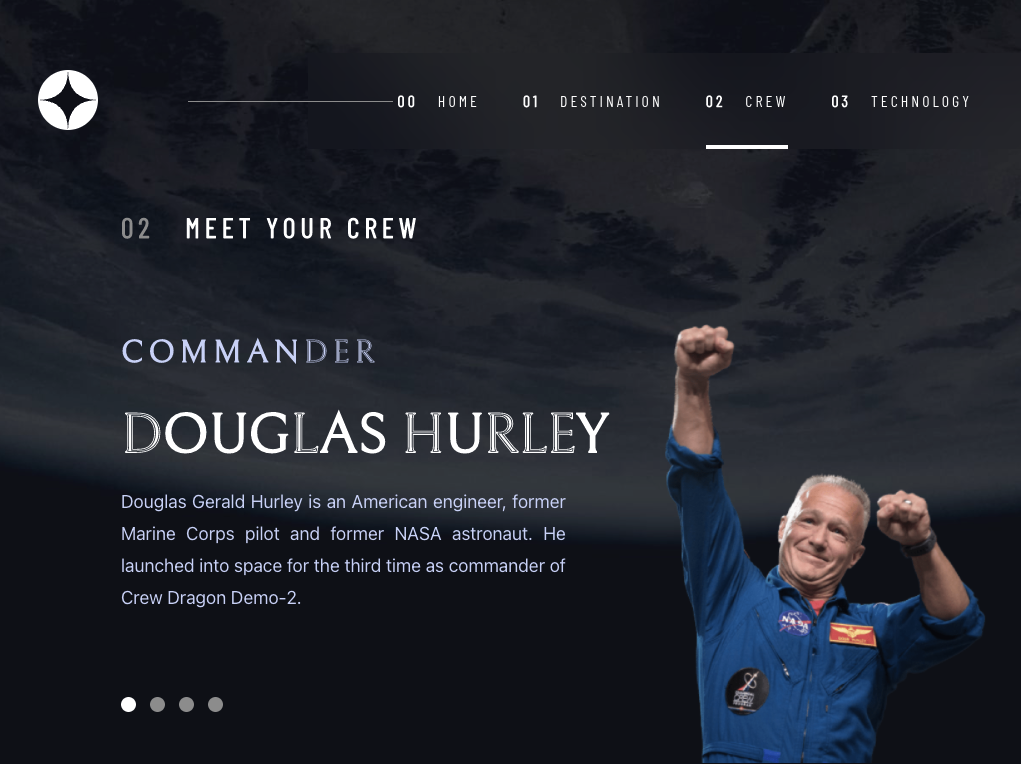 00 HOME 01 DESTINATION 02 CREW 03 TECHNOLOGY
02 MEET YOUR CREW
COMMANDER
DOUGLAS HURLEY
Douglas Gerald Hurley is an American engineer, former
Marine Corps pilot and former NASA astronaut. He
launched into space for the third time as commander of
Crew Dragon Demo-2.
NASA